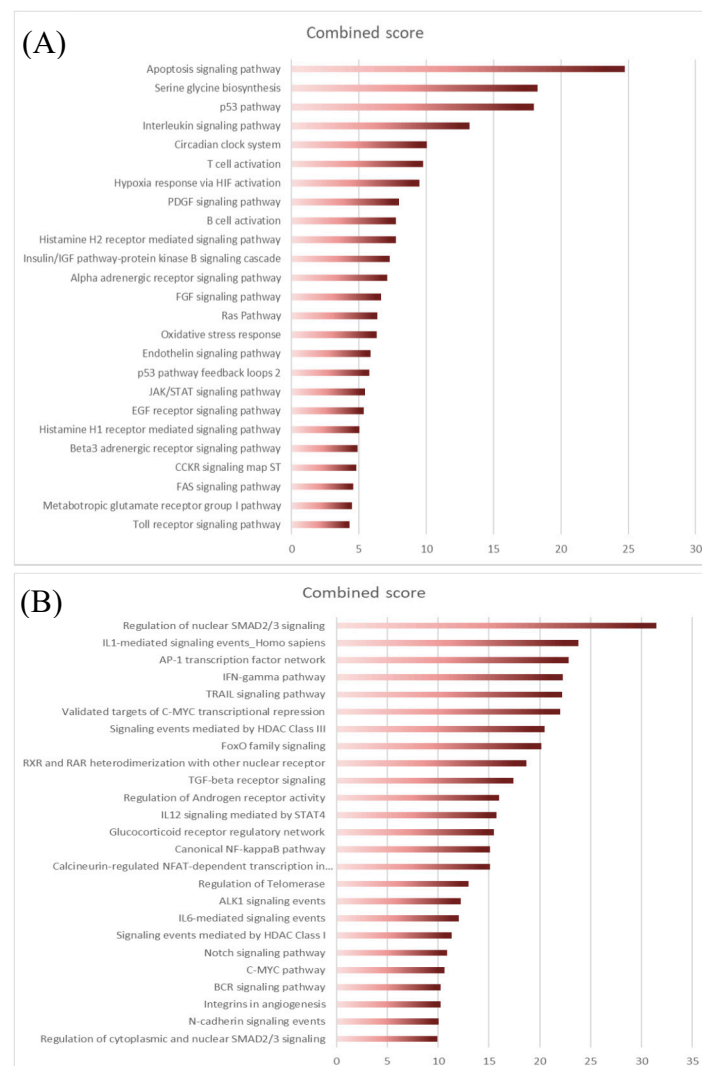 (A)
Combined score
Apoptosis signaling pathway
Serine glycine biosynthesis
p53 pathway
Interleukin signaling pathway
Circadian clock system
T cell activation
Hypoxia response via HIF activation
PDGF signaling pathway
B cell activation
Histamine H2 receptor mediated signaling pathway
Insulin/IGF pathway-protein kinase B signaling cascade
Alpha adrenergic receptor signaling pathway
FGF signaling pathway
Ras Pathway
Oxidative stress response
Endothelin signaling pathway
p53 pathway feedback loops 2
JAK/STAT signaling pathway
EGF receptor signaling pathway
Histamine H1 receptor mediated signaling pathway
Beta3 adrenergic receptor signaling pathway
CCKR signaling map ST
FAS signaling pathway
Metabotropic glutamate receptor group I pathway
Toll receptor signaling pathway
0 5 10 15 20 25 30
(B)
Combined score
Regulation of nuclear SMAD2/3 signaling
IL1-mediated signaling events_Homo sapiens
AP-1 transcription factor network
IFN-gamma pathway
TRAIL signaling pathway
Validated targets of C-MYC transcriptional repression
Signaling events mediated by HDAC Class III
FoxO family signaling
RXR and RAR heterodimerization with other nuclear receptor
TGF-beta receptor signaling
Regulation of Androgen receptor activity
IL12 signaling mediated by STAT4
Glucocorticoid receptor regulatory network
Canonical NF-kappaB pathway
Calcineurin-regulated NFAT-dependent transcription in...
Regulation of Telomerase
ALK1 signaling events
IL6-mediated signaling events
Signaling events mediated by HDAC Class I
Notch signaling pathway
C-MYC pathway
BCR signaling pathway
Integrins in angiogenesis
N-cadherin signaling events
Regulation of cytoplasmic and nuclear SMAD2/3 signaling
0 5 10 15 20 25 30 35